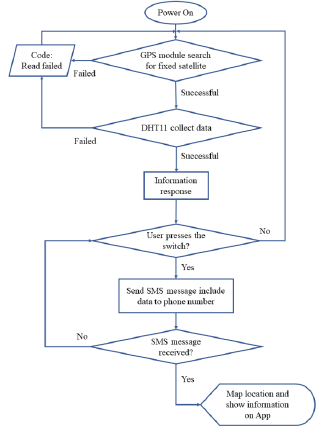 Power On
Code:
Read failed
GPS module search
for fixed satellite
Failed
Successful
DHT11 collect data
Failed
Successful
Information
response
User presses the
switch?
No
Yes
Send SMS message include
data to phone number
SMS message
received?
No
Yes
Map location and
show information
on App